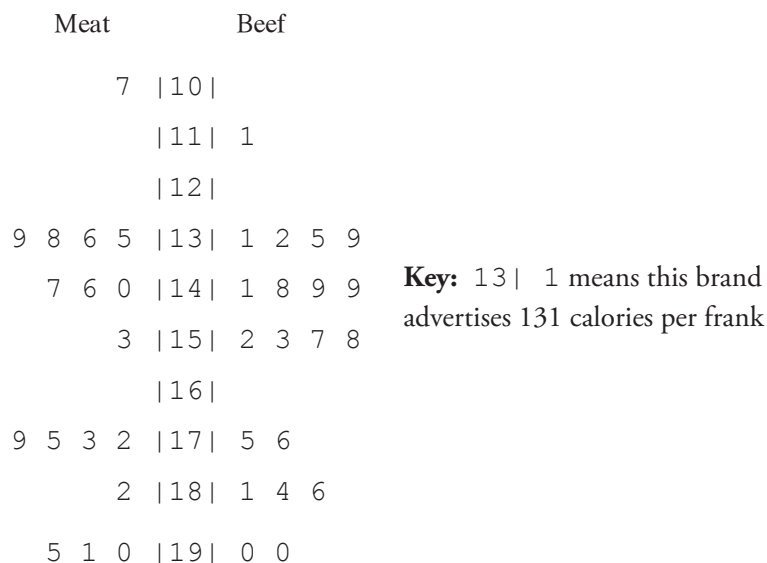 Meat Beef
7 |10|
|11| 1
|12|
9 8 6 5 |13| 1 2 5 9
7 6 0 |14| 1 8 9 9
3 |15| 2 3 7 8
|16|
9 5 3 2 |17| 5 6
2 |18| 1 4 6
5 1 0 |19| 0 0
Key: 13| 1 means this brand
advertises 131 calories per frank